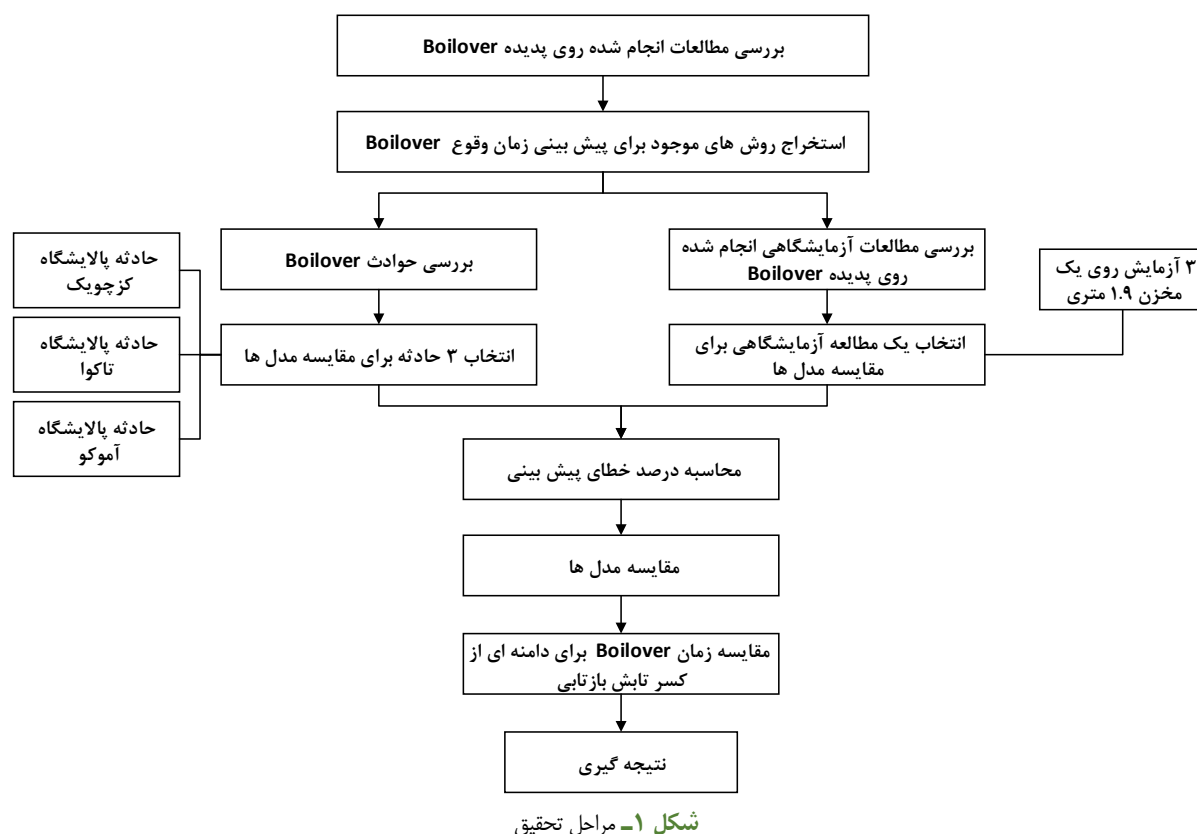 بررسی مطالعات انجام شده روی پدیده Boilover
استخراج روش های موجود برای پیش بینی زمان وقوع Boilover
بررسی مطالعات آزمایشگاهی انجام شده
روی پدیده Boilover
بررسی حوادث Boilover
۳ آزمایش روی یک
مخزن ۱.۹ متری
حادثه پالایشگاه
کزچویک
انتخاب یک مطالعه آزمایشگاهی برای
مقایسه مدل ها
انتخاب ۳ حادثه برای مقایسه مدل ها
حادثه پالایشگاه
تاکوا
حادثه پالایشگاه
آموکو
محاسبه درصد خطای پیش بینی
مقایسه مدل ها
مقایسه زمان Boilover برای دامنه ای از
کسر تابش بازتابی
نتیجه گیری
شکل ۱ـ مراحل تحقیق